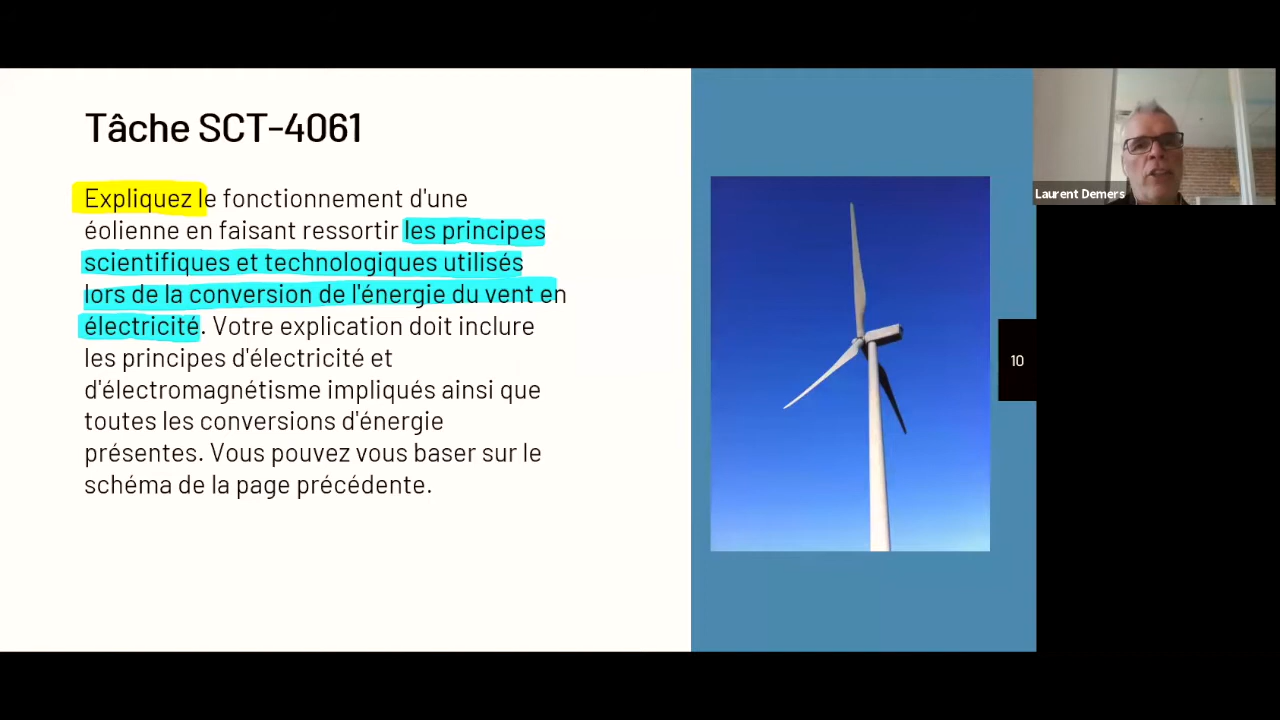 Tâche SCT-4061
Expliquez le fonctionnement d'une
éolienne en faisant ressortir les principes
scientifiques et technologiques utilisés
lors de la conversion de l'énergie du vent en
électricité. Votre explication doit inclure
les principes d'électricité et
d'électromagnétisme impliqués ainsi que
toutes les conversions d'énergie
présentes. Vous pouvez vous baser sur le
schéma de la page précédente.
10
Laurent Demers